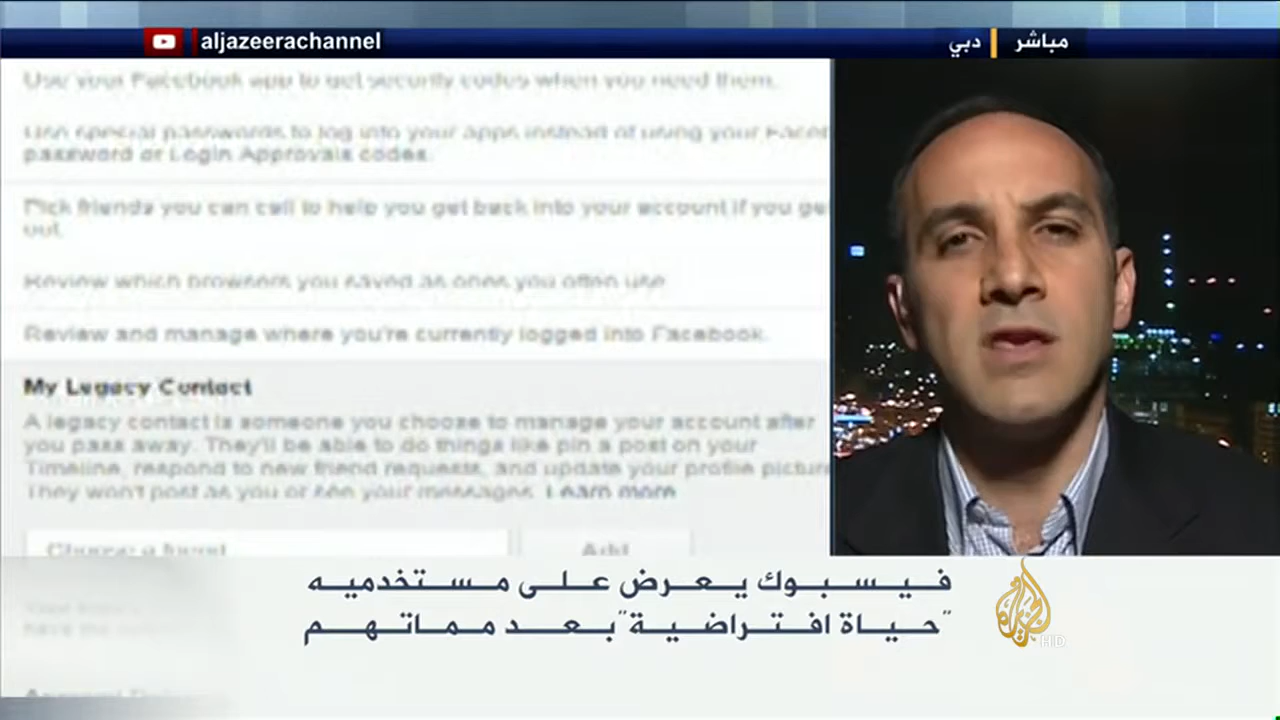 aljazeerachannel
دبي
مباشر
Use your Facebook app to get security codes when you need them.
Use special passwords to log into your apps instead of using your Facel
password or Login Approvals codes.
Pick friends you can call to help you get back into your account if you get
out.
Review which browsers you saved as ones you often use
Review and manage where you're currently logged into Facebook.
My Legacy Contact
A legacy contact is someone you choose to manage your account after
you pass away. They'll be able to do things like pin a post on your
Timeline, respond to new friend requests, and update your profile picture
They won't post as you or see your messages. Learn more
Choose a friend
Add
فيسبوك يعرض على مستخدميه
"حياة افتراضية" بعد مماتهم
الجزيرة
HD